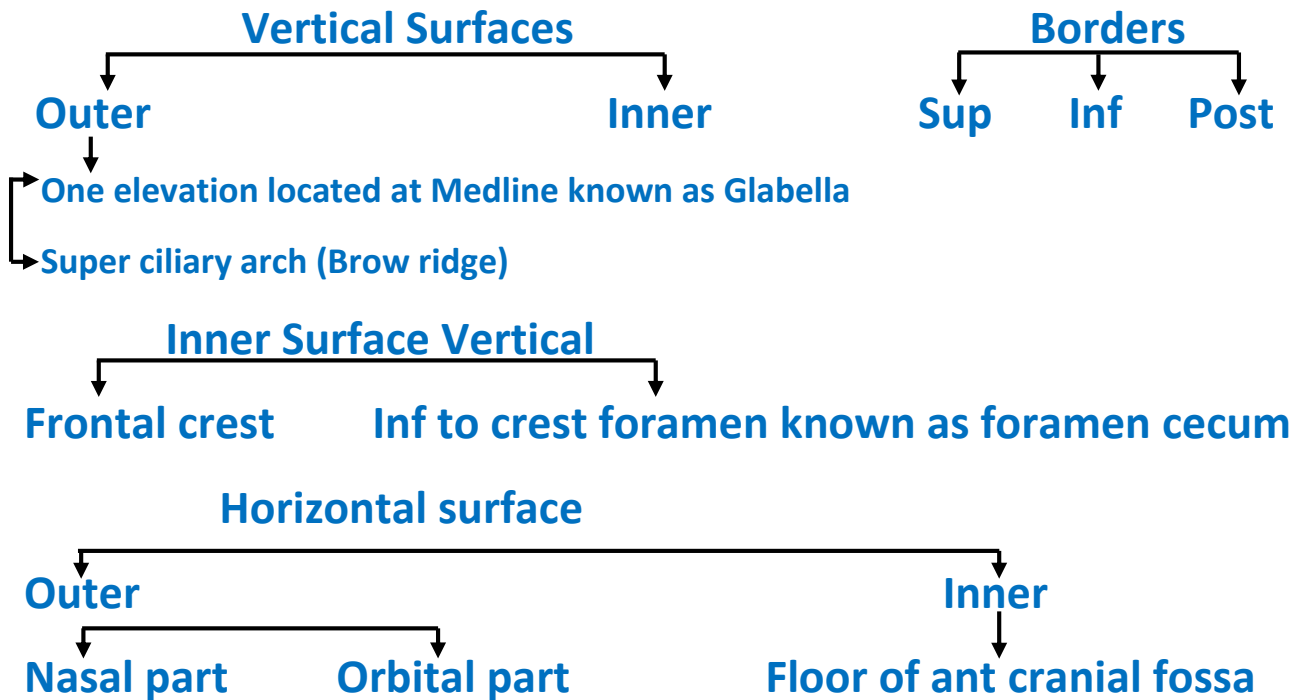 Vertical Surfaces
Borders
Outer
Inner
Sup
Inf
Post
One elevation located at Medline known as Glabella
Super ciliary arch (Brow ridge)
Inner Surface Vertical
Frontal crest
Inf to crest foramen known as foramen cecum
Horizontal surface
Outer
Inner
Nasal part
Orbital part
Floor of ant cranial fossa